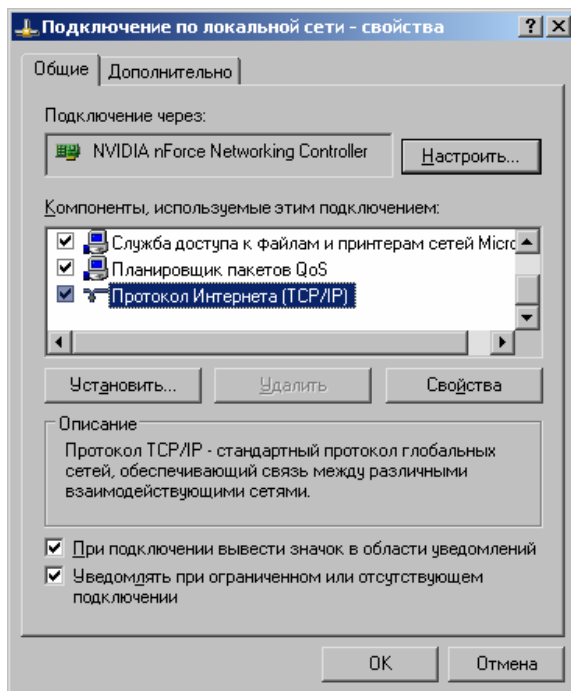 Подключение по локальной сети - свойства
Общие
Дополнительно
Подключение через:
NVIDIA nForce Networking Controller
Настроить...
Компоненты, используемые этим подключением:
Служба доступа к файлам и принтерам сетей Micro
Планировщик пакетов QoS
Протокол Интернета (TCP/IP)
Установить...
Удалить
Свойства
Описание
Протокол TCP/IP - стандартный протокол глобальных
сетей, обеспечивающий связь между различными
взаимодействующими сетями.
При подключении вывести значок в области уведомлений
Уведомлять при ограниченном или отсутствующем
подключении
OK
Отмена